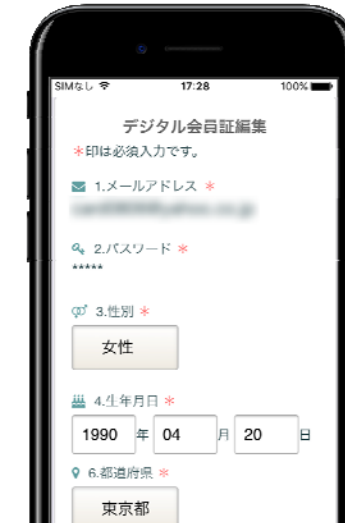 SIMなし 17:28 100%
デジタル会員証編集
*印は必須入力です。
1.メールアドレス *
2.パスワード *
*****
3.性別 *
女性
4.生年月日 *
1990 年 04 月 20 日
6.都道府県 *
東京都